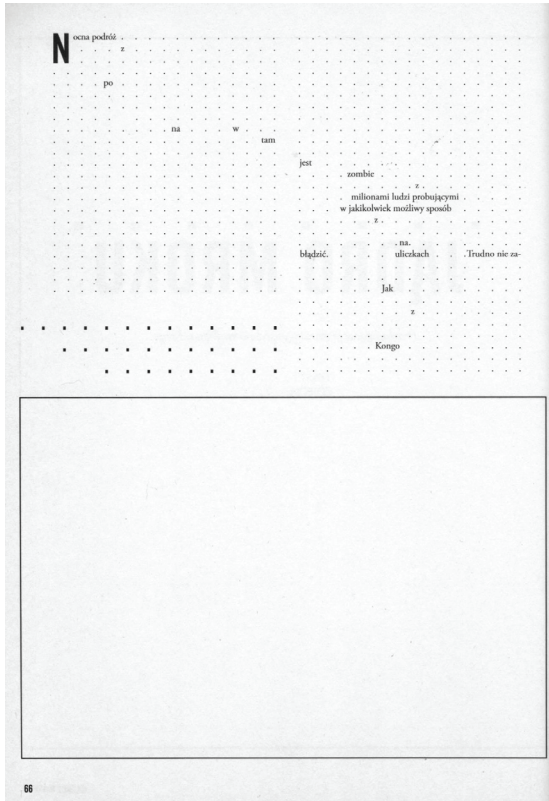 Nocna podróż
z
po
na w
tam
jest
zombie
z
milionami ludzi probującymi
w jakikolwiek możliwy sposób
z
na
błądzić. uliczkach Trudno nie za-
Jak
z
Kongo
66